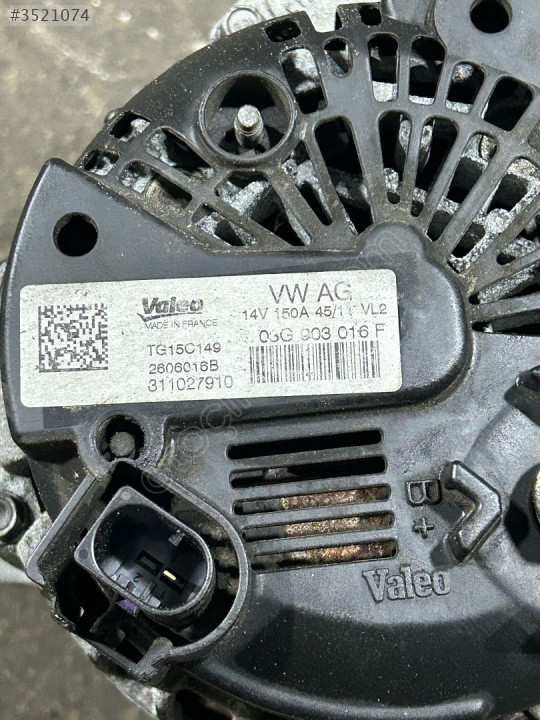 #3521074
Valeo
MADE IN FRANCE
TG15C149
2606016B
311027910
VW AG
14V 150A 45/11 VL2
03G 903 016 F
B+
Valeo